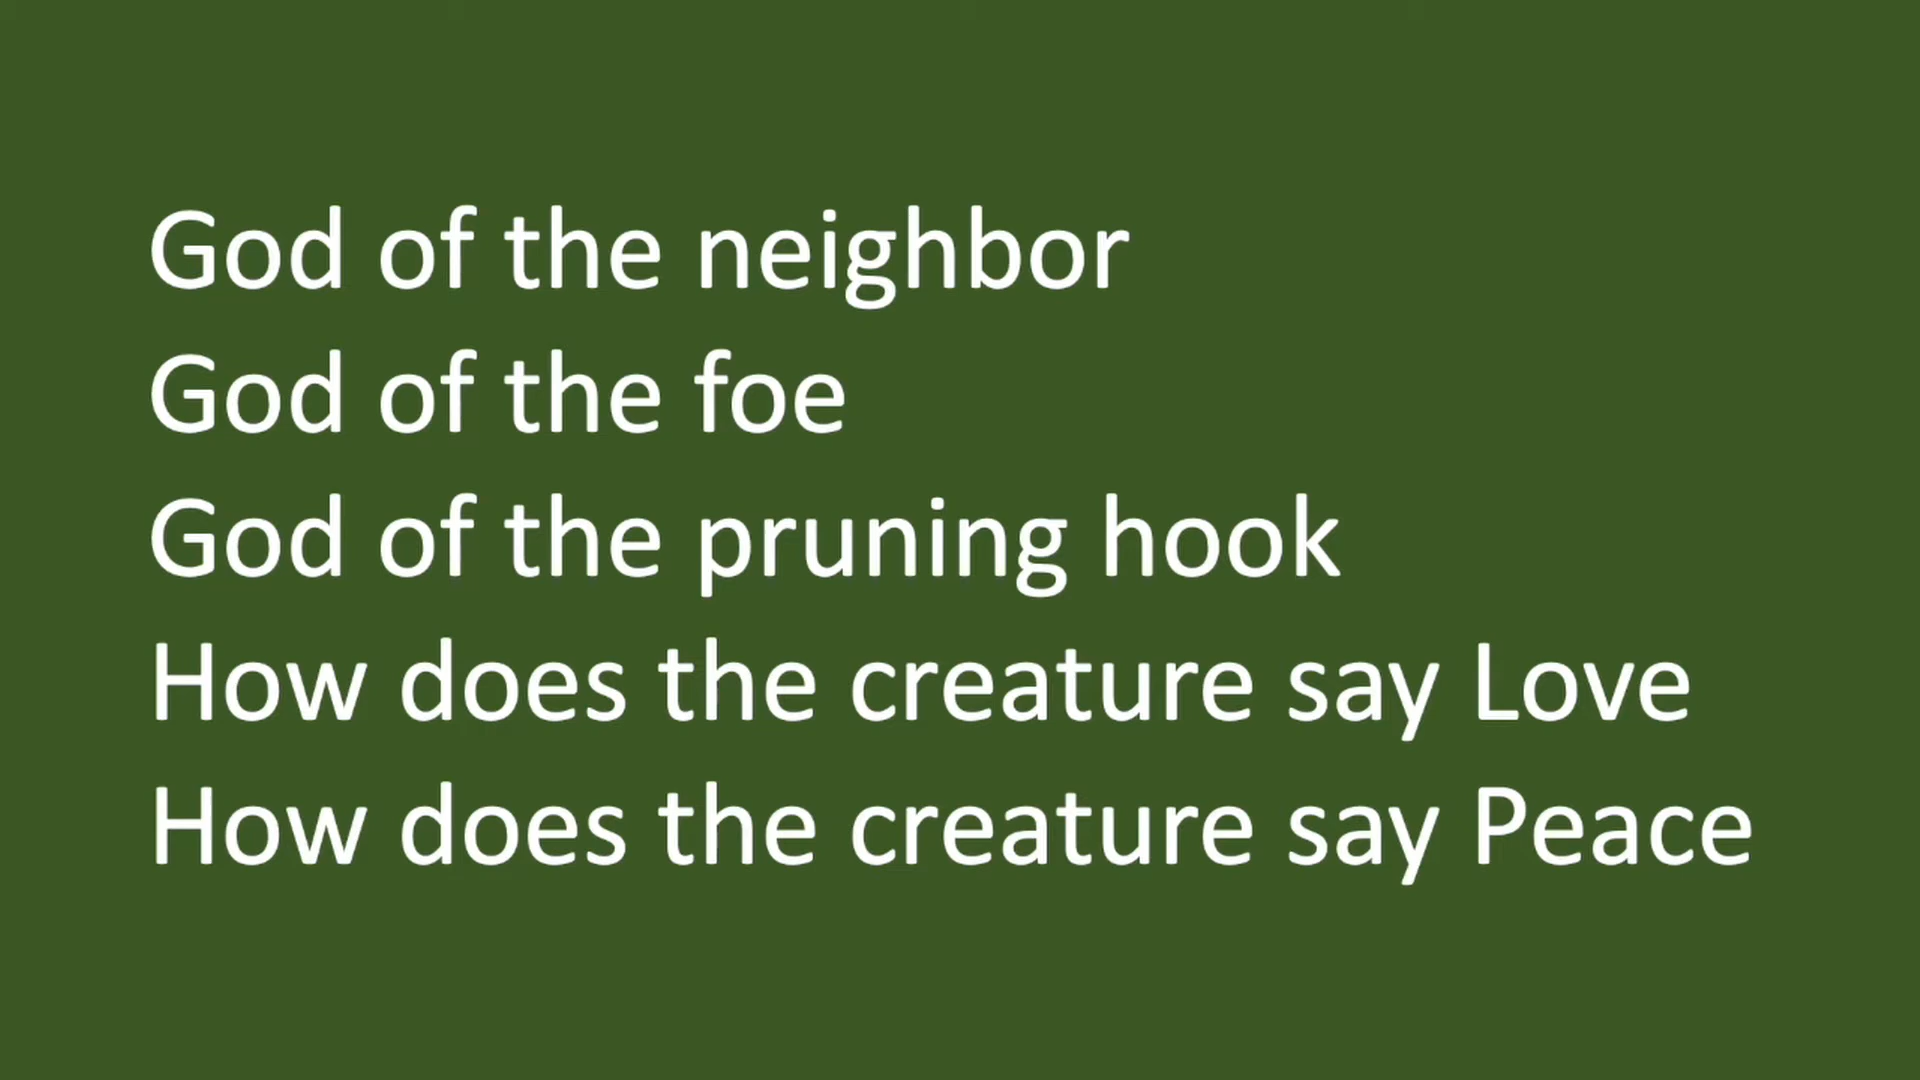 God of the neighbor
God of the foe
God of the pruning hook
How does the creature say Love
How does the creature say Peace